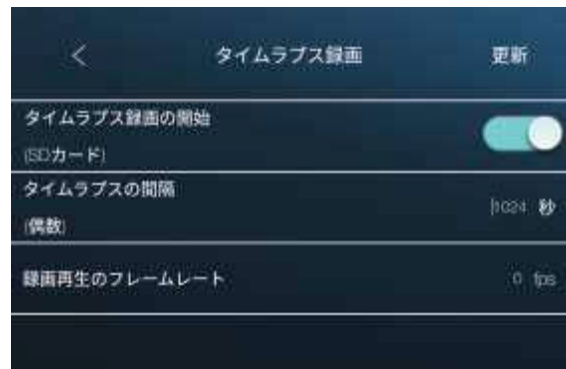 タイムラプス録画 更新
タイムラプス録画の開始
(SDカード)
タイムラプスの間隔
(偶数)
1024 秒
録画再生のフレームレート 0 fps